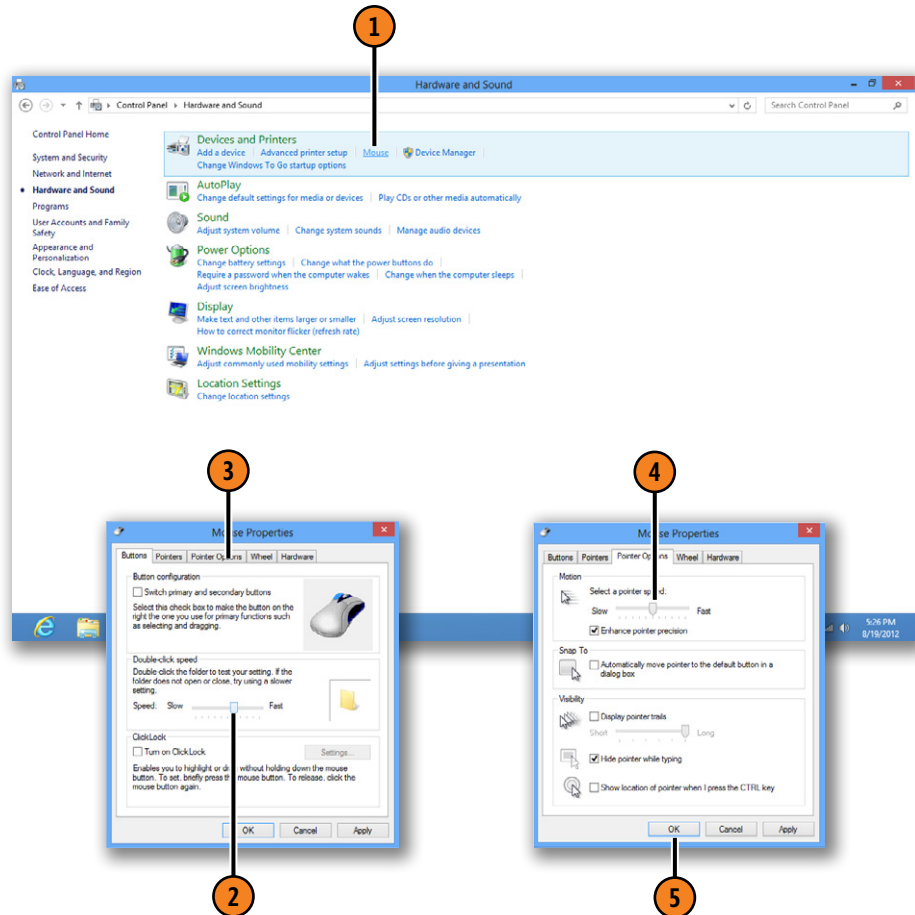 1
Hardware and Sound
Control Panel Hardware and Sound
Search Control Panel
Control Panel Home
System and Security
Network and Internet
Hardware and Sound
Programs
User Accounts and Family
Safety
Appearance and
Personalization
Clock, Language, and Region
Ease of Access
Devices and Printers
Add a device Advanced printer setup Mouse Device Manager
Change Windows To Go startup options
AutoPlay
Change default settings for media or devices Play CDs or other media automatically
Sound
Adjust system volume Change system sounds Manage audio devices
Power Options
Change battery settings Change what the power buttons do
Require a password when the computer wakes Change when the computer sleeps
Adjust screen brightness
Display
Make text and other items larger or smaller Adjust screen resolution
How to correct monitor flicker (refresh rate)
Windows Mobility Center
Adjust commonly used mobility settings Adjust settings before giving a presentation
Location Settings
Change location settings
3
Mouse Properties
Buttons Pointers Pointer Options Wheel Hardware
Button configuration
Switch primary and secondary buttons
Select this check box to make the button on the
right the one you use for primary functions such
as selecting and dragging.
Double-click speed
Double-click the folder to test your setting. If the
folder does not open or close, try using a slower
setting.
Speed: Slow Fast
ClickLock
Turn on ClickLock Settings...
Enables you to highlight or drag without holding down the mouse
button. To set, briefly press the mouse button. To release, click the
mouse button again.
OK Cancel Apply
2
4
Mouse Properties
Buttons Pointers Pointer Options Wheel Hardware
Motion
Select a pointer speed:
Slow Fast
Enhance pointer precision
Snap To
Automatically move pointer to the default button in a
dialog box
Visibility
Display pointer trails
Short Long
Hide pointer while typing
Show location of pointer when I press the CTRL key
OK Cancel Apply
5
5:26 PM
8/19/2012